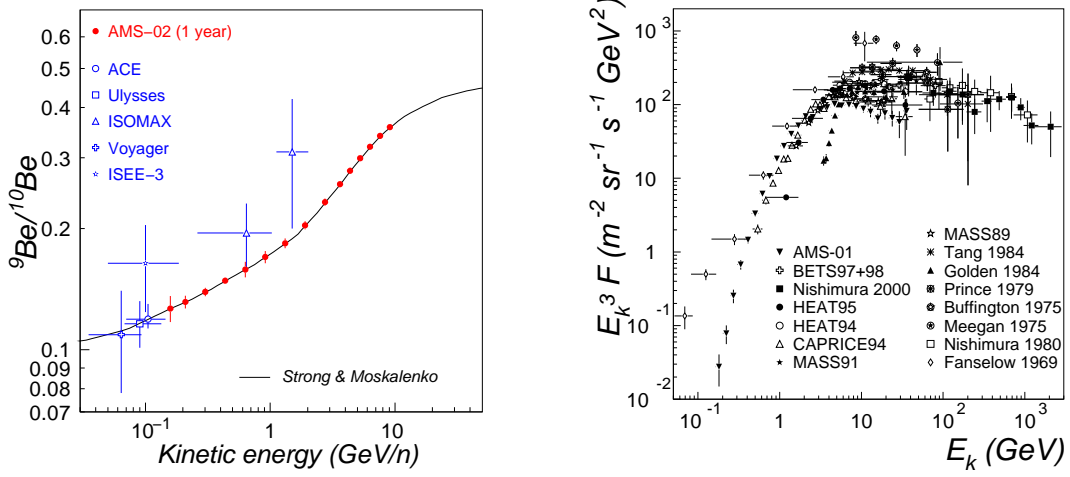 0.6
0.5
0.4
0.3
0.2
0.1
0.09
0.08
0.07
⁹Be/¹⁰Be
AMS−02 (1 year)
ACE
Ulysses
ISOMAX
Voyager
ISEE−3
Strong & Moskalenko
10⁻¹ 1 10
Kinetic energy (GeV/n)
10³
10²
10
1
10⁻¹
10⁻²
E_k³ F (m⁻² sr⁻¹ s⁻¹ GeV²)
AMS−01
BETS97+98
Nishimura 2000
HEAT95
HEAT94
CAPRICE94
MASS91
MASS89
Tang 1984
Golden 1984
Prince 1979
Buffington 1975
Meegan 1975
Nishimura 1980
Fanselow 1969
10⁻¹ 1 10 10² 10³
E_k (GeV)